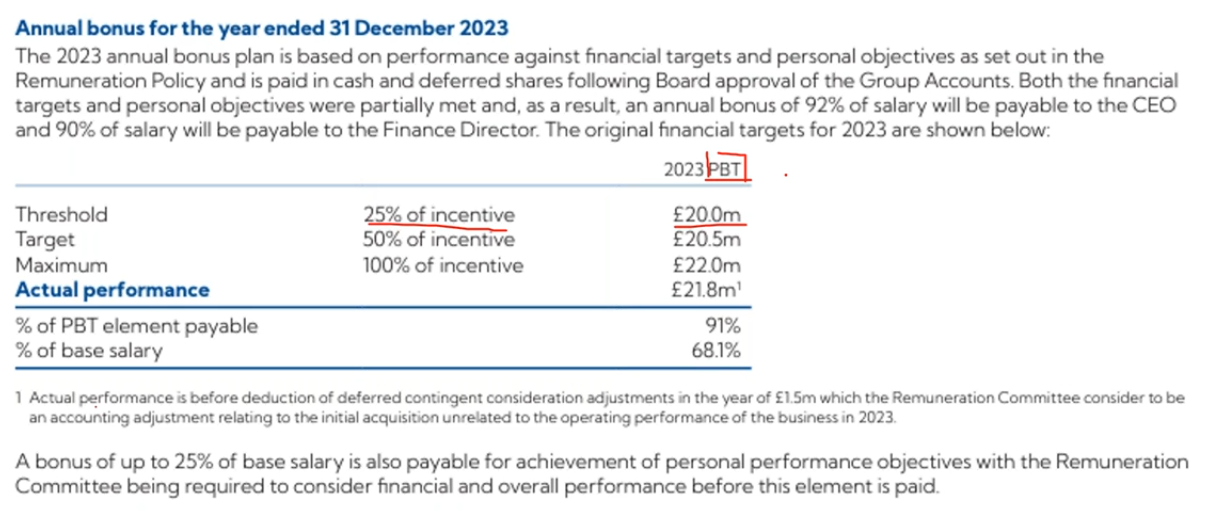 Annual bonus for the year ended 31 December 2023
The 2023 annual bonus plan is based on performance against financial targets and personal objectives as set out in the
Remuneration Policy and is paid in cash and deferred shares following Board approval of the Group Accounts. Both the financial
targets and personal objectives were partially met and, as a result, an annual bonus of 92% of salary will be payable to the CEO
and 90% of salary will be payable to the Finance Director. The original financial targets for 2023 are shown below:
2023 PBT
Threshold 25% of incentive £20.0m
Target 50% of incentive £20.5m
Maximum 100% of incentive £22.0m
Actual performance £21.8m¹
% of PBT element payable 91%
% of base salary 68.1%
1 Actual performance is before deduction of deferred contingent consideration adjustments in the year of £1.5m which the Remuneration Committee consider to be
an accounting adjustment relating to the initial acquisition unrelated to the operating performance of the business in 2023.
A bonus of up to 25% of base salary is also payable for achievement of personal performance objectives with the Remuneration
Committee being required to consider financial and overall performance before this element is paid.